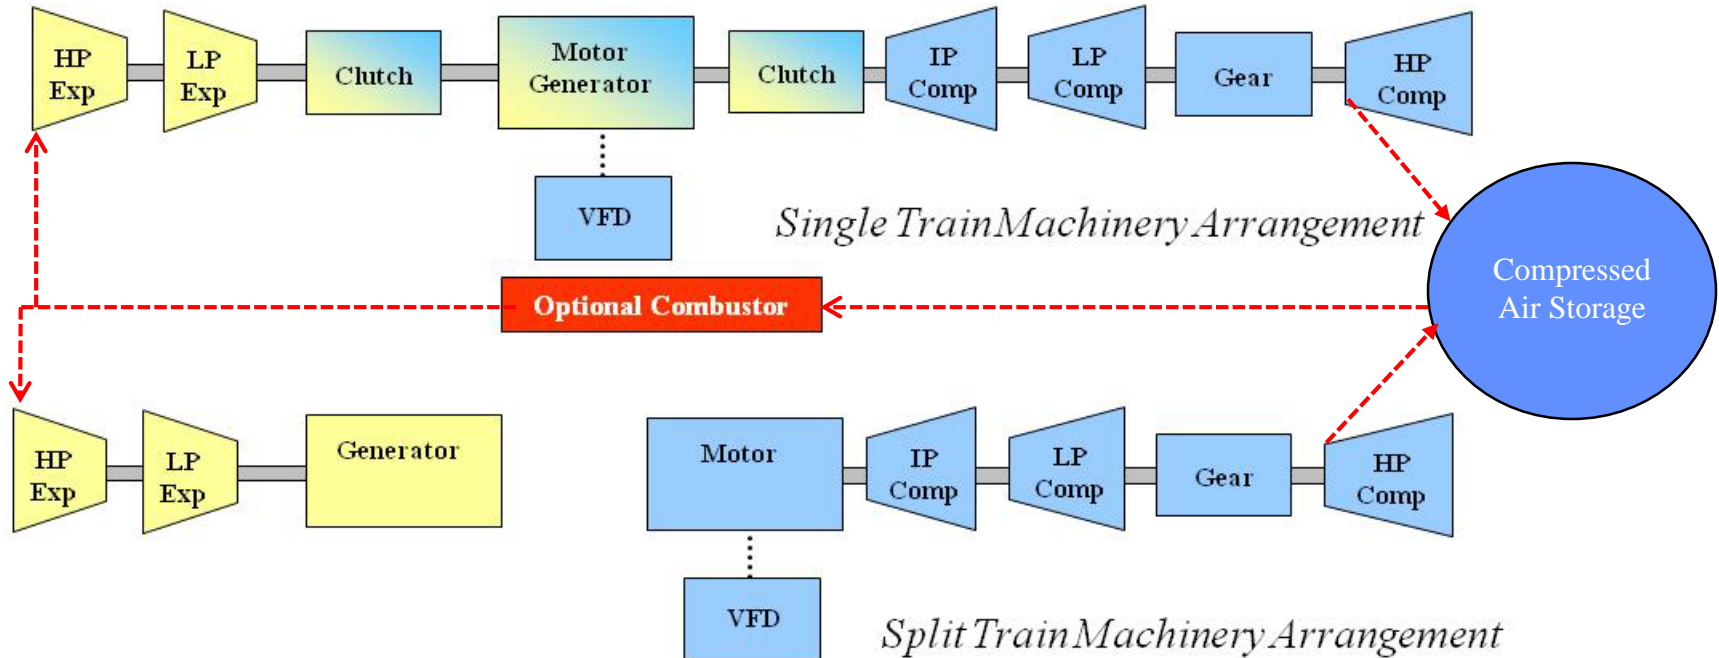 HP
Exp
LP
Exp
Clutch
Motor
Generator
Clutch
IP
Comp
LP
Comp
Gear
HP
Comp
VFD
Single Train Machinery Arrangement
Optional Combustor
Compressed
Air Storage
HP
Exp
LP
Exp
Generator
Motor
IP
Comp
LP
Comp
Gear
HP
Comp
VFD
Split Train Machinery Arrangement